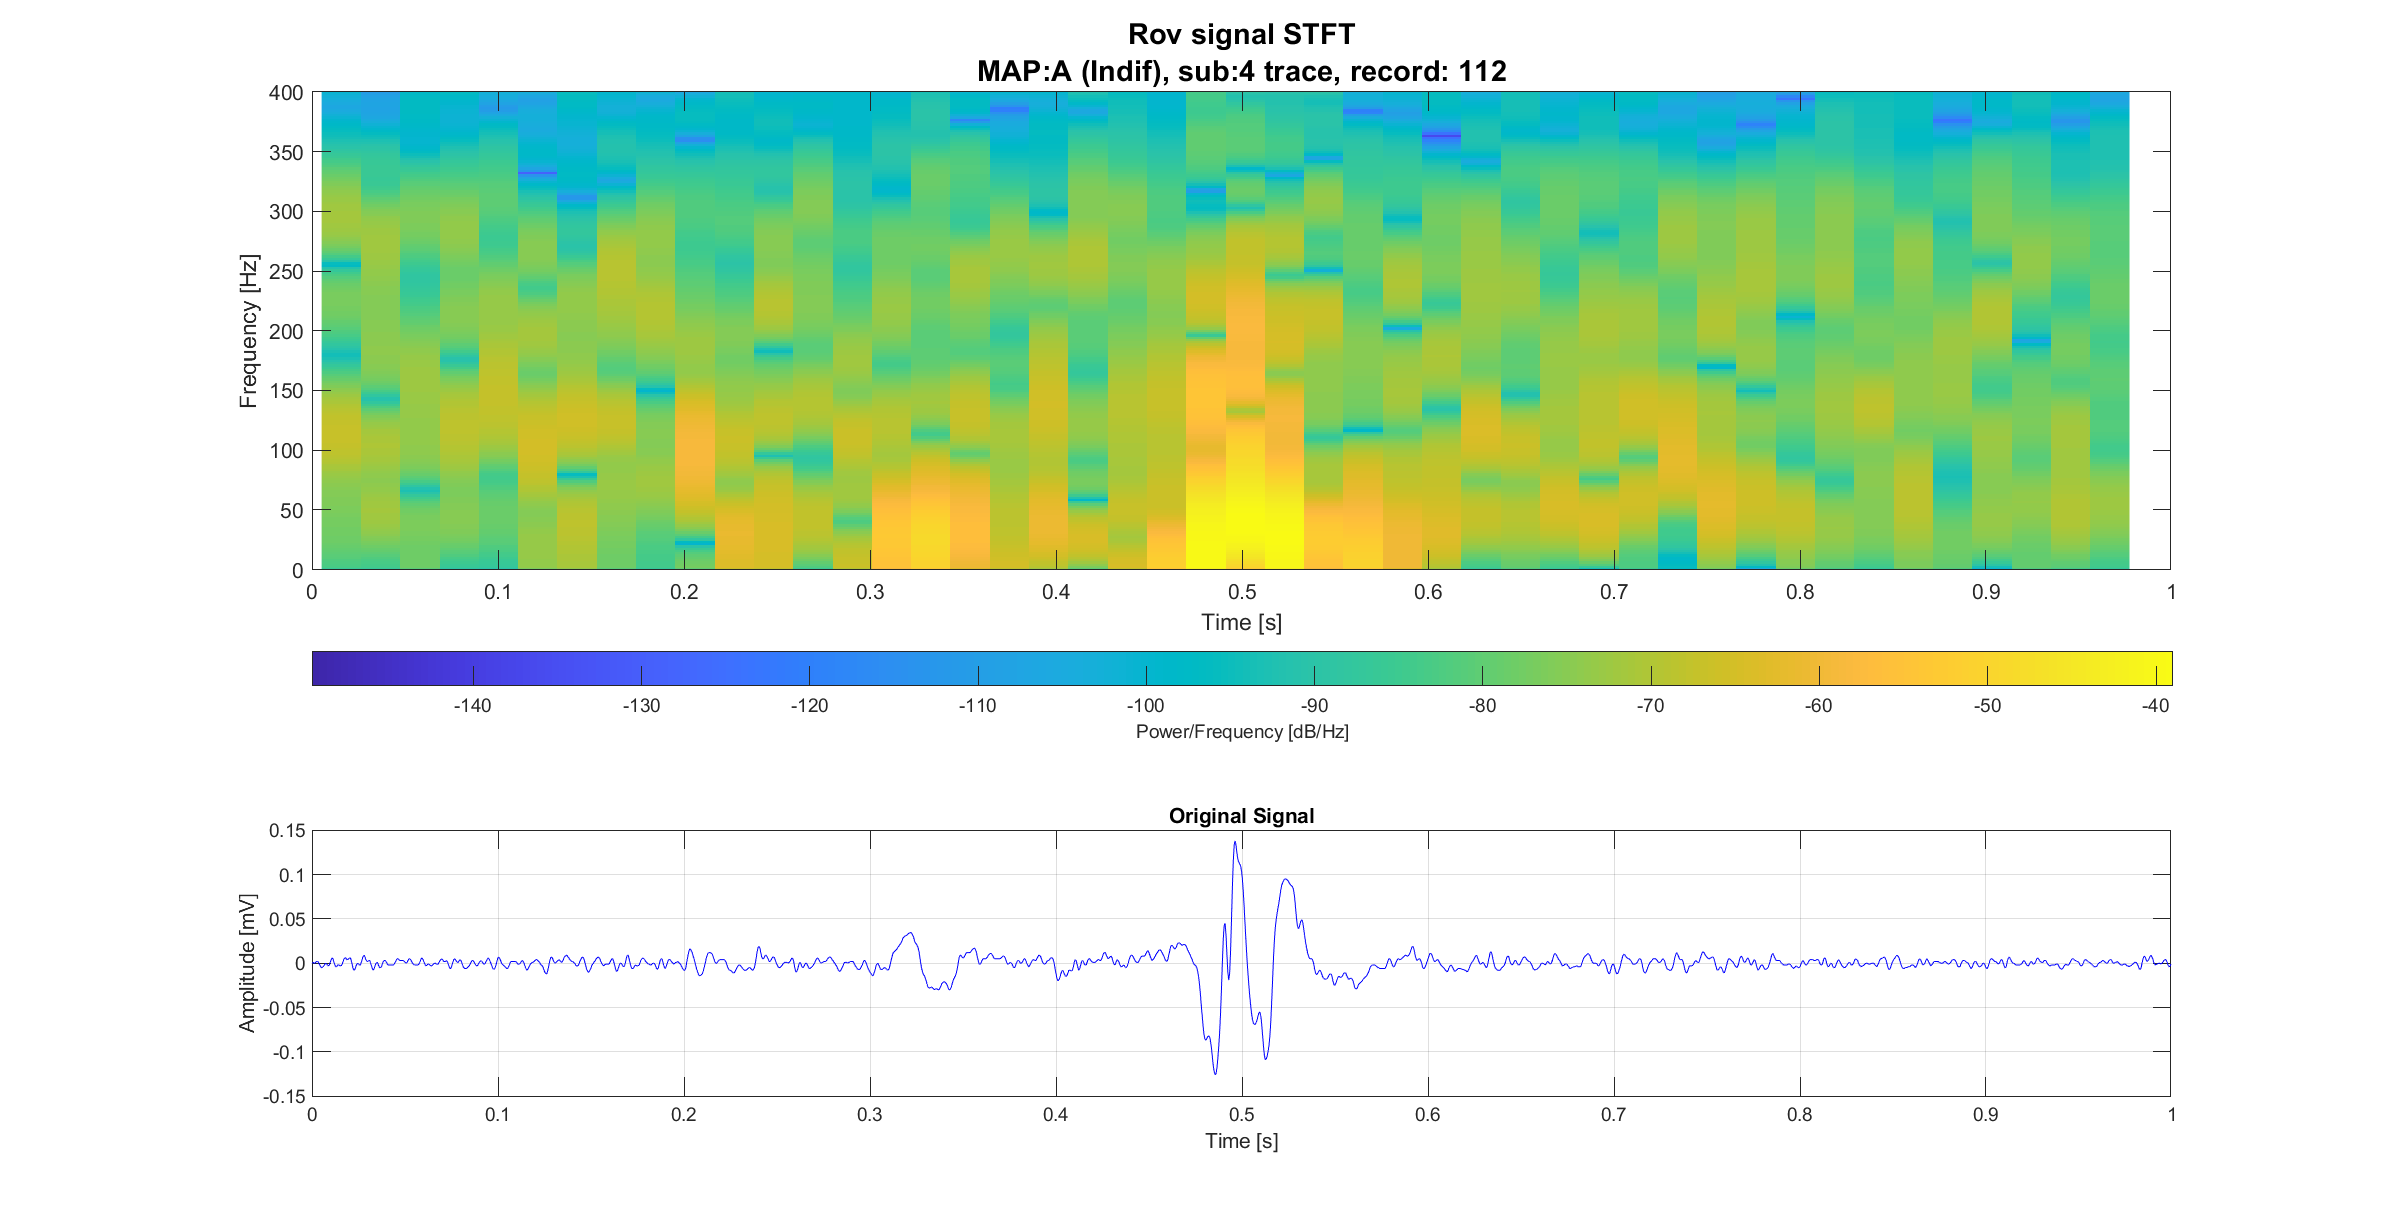 Rov signal STFT
MAP:A (Indif), sub:4 trace, record: 112
400
350
300
250
200
150
100
50
0
Frequency [Hz]
0 0.1 0.2 0.3 0.4 0.5 0.6 0.7 0.8 0.9 1
Time [s]
-140 -130 -120 -110 -100 -90 -80 -70 -60 -50 -40
Power/Frequency [dB/Hz]
Original Signal
0.15
0.1
0.05
0
-0.05
-0.1
-0.15
Amplitude [mV]
0 0.1 0.2 0.3 0.4 0.5 0.6 0.7 0.8 0.9 1
Time [s]